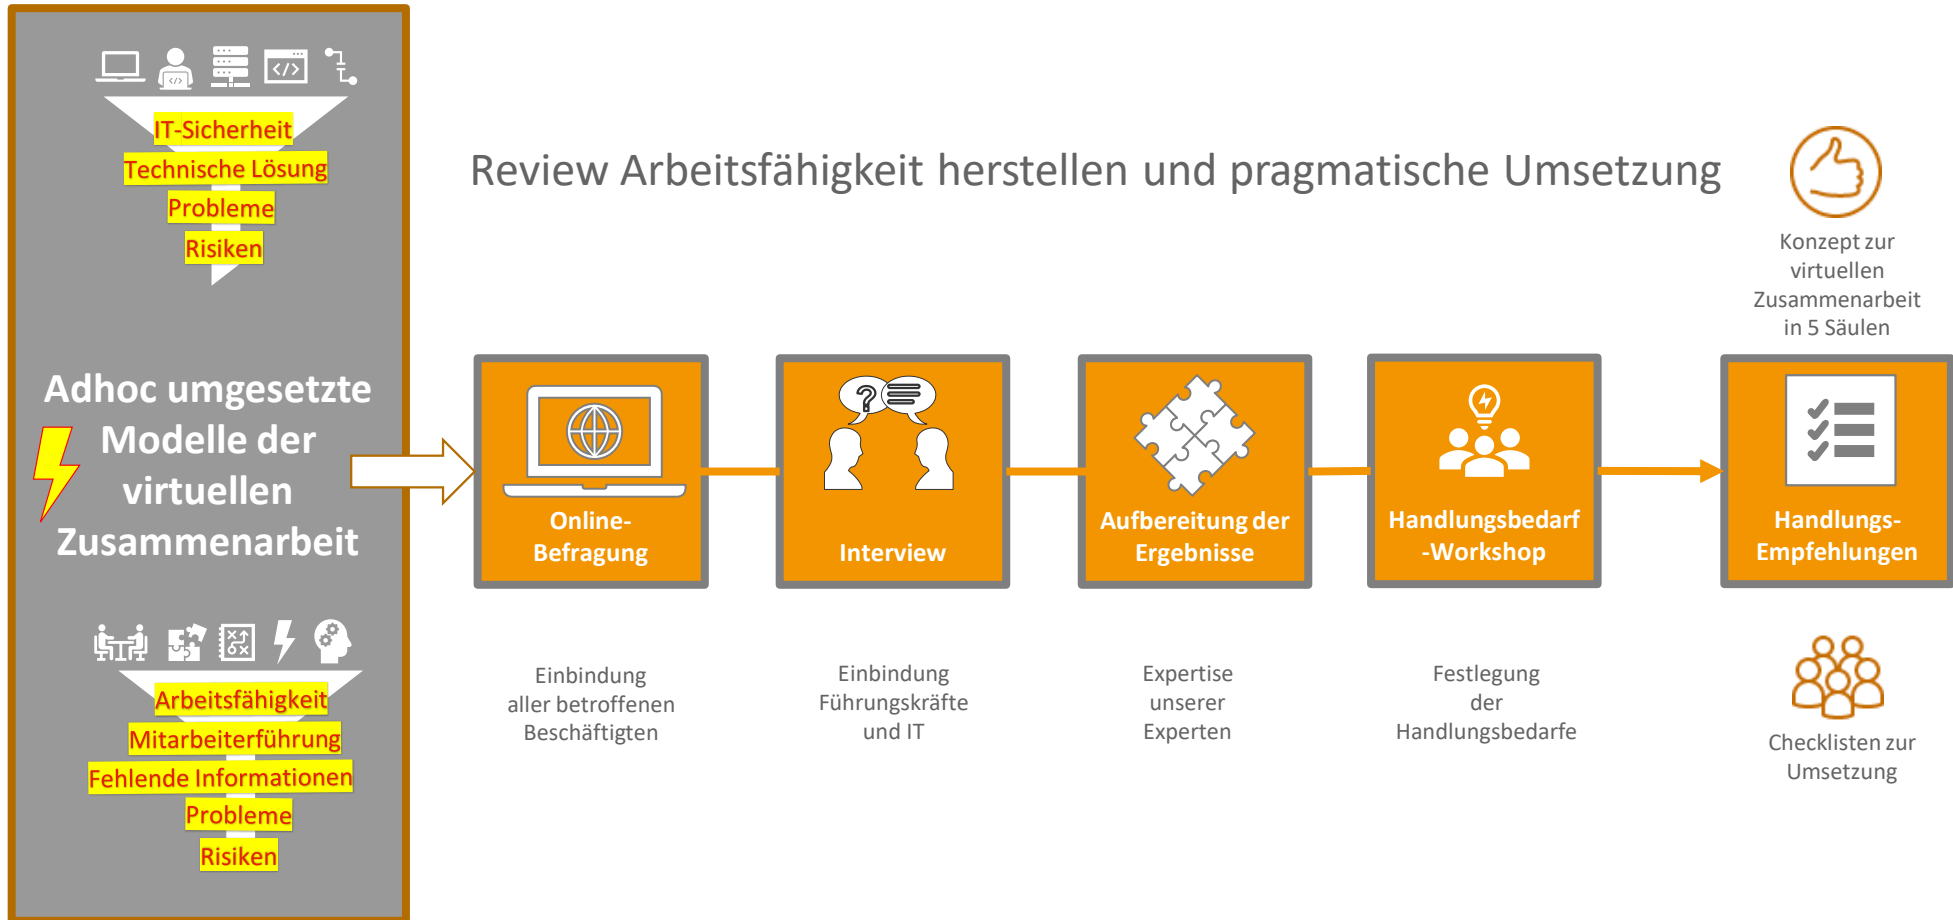 IT-Sicherheit
Technische Lösung
Probleme
Risiken
Adhoc umgesetzte
Modelle der
virtuellen
Zusammenarbeit
Arbeitsfähigkeit
Mitarbeiterführung
Fehlende Informationen
Probleme
Risiken
Review Arbeitsfähigkeit herstellen und pragmatische Umsetzung
Online-
Befragung
Einbindung
aller betroffenen
Beschäftigten
?
Interview
Einbindung
Führungskräfte
und IT
Aufbereitung der
Ergebnisse
Expertise
unserer
Experten
Handlungsbedarf
-Workshop
Festlegung
der
Handlungsbedarfe
Konzept zur
virtuellen
Zusammenarbeit
in 5 Säulen
Handlungs-
Empfehlungen
Checklisten zur
Umsetzung